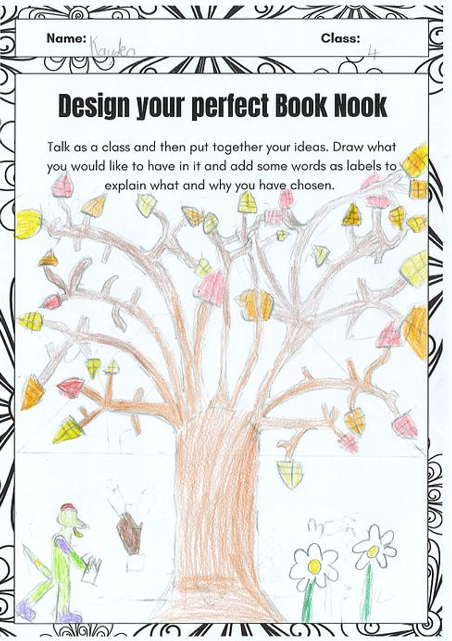 Name: Kayden
Class: 4
Design your perfect Book Nook
Talk as a class and then put together your ideas. Draw what
you would like to have in it and add some words as labels to
explain what and why you have chosen.